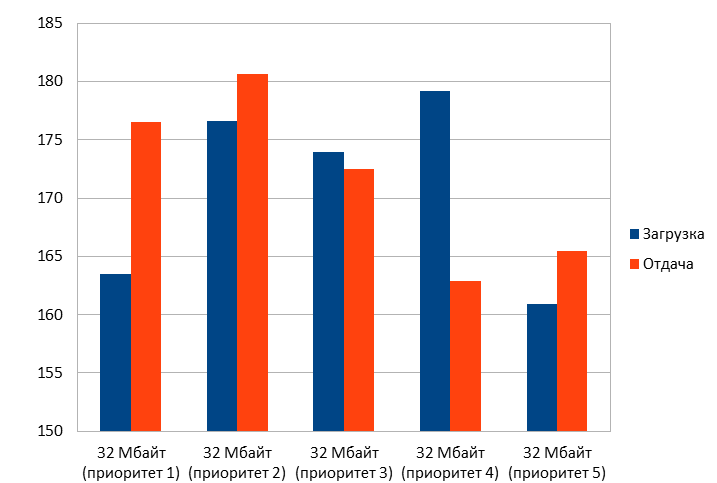 185
180
175
170
165
160
155
150
32 Мбайт
(приоритет 1)
32 Мбайт
(приоритет 2)
32 Мбайт
(приоритет 3)
32 Мбайт
(приоритет 4)
32 Мбайт
(приоритет 5)
Загрузка
Отдача